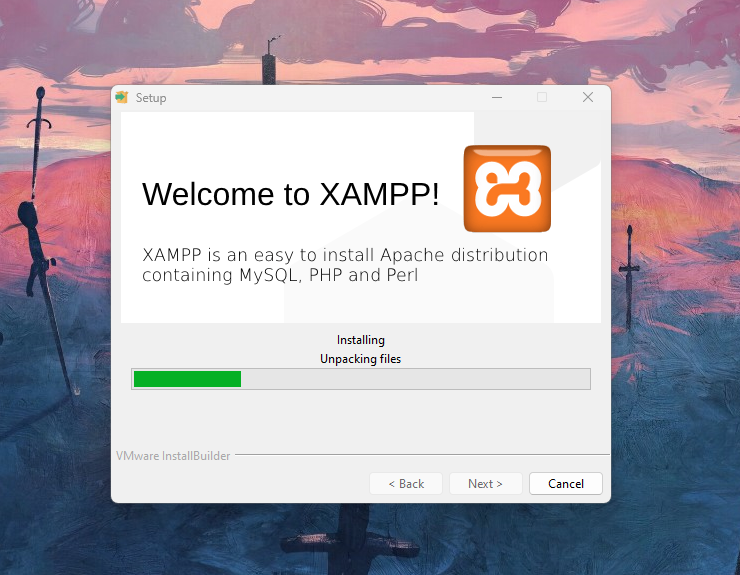 Setup
Welcome to XAMPP!
XAMPP is an easy to install Apache distribution
containing MySQL, PHP and Perl
Installing
Unpacking files
VMware InstallBuilder
< Back
Next >
Cancel